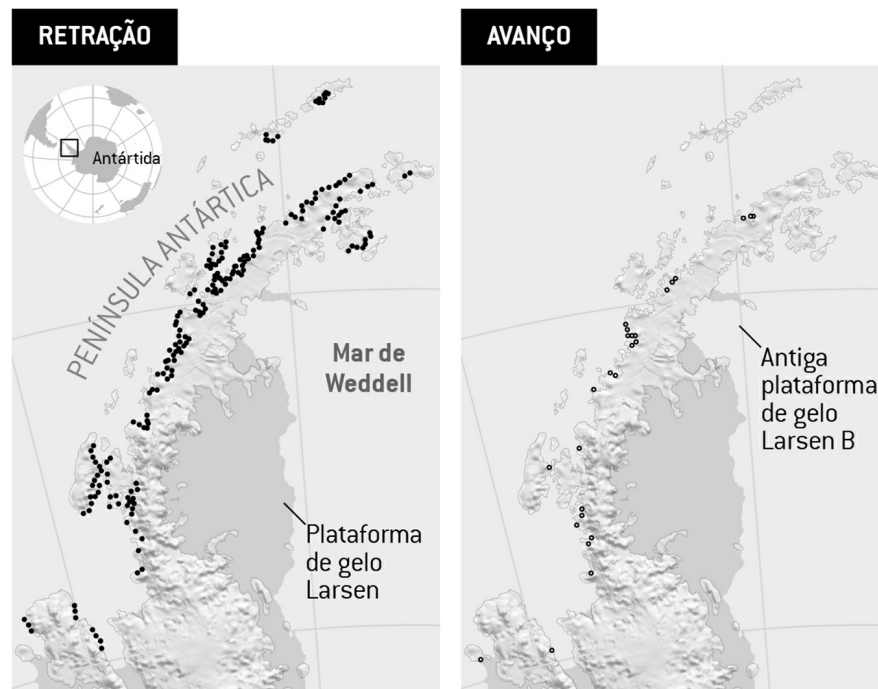 RETRAÇÃO
Antártida
PENÍNSULA ANTÁRTICA
Mar de
Weddell
Plataforma
de gelo
Larsen
AVANÇO
Antiga
plataforma
de gelo
Larsen B